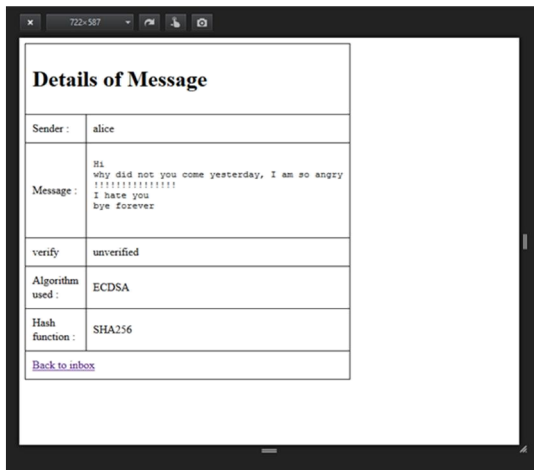 × 722×587
Details of Message
Sender : alice
Message :
Hi
why did not you come yesterday, I am so angry
!!!!!!!!!!!!!!!
I hate you
bye forever
verify unverified
Algorithm
used : ECDSA
Hash
function : SHA256
Back to inbox